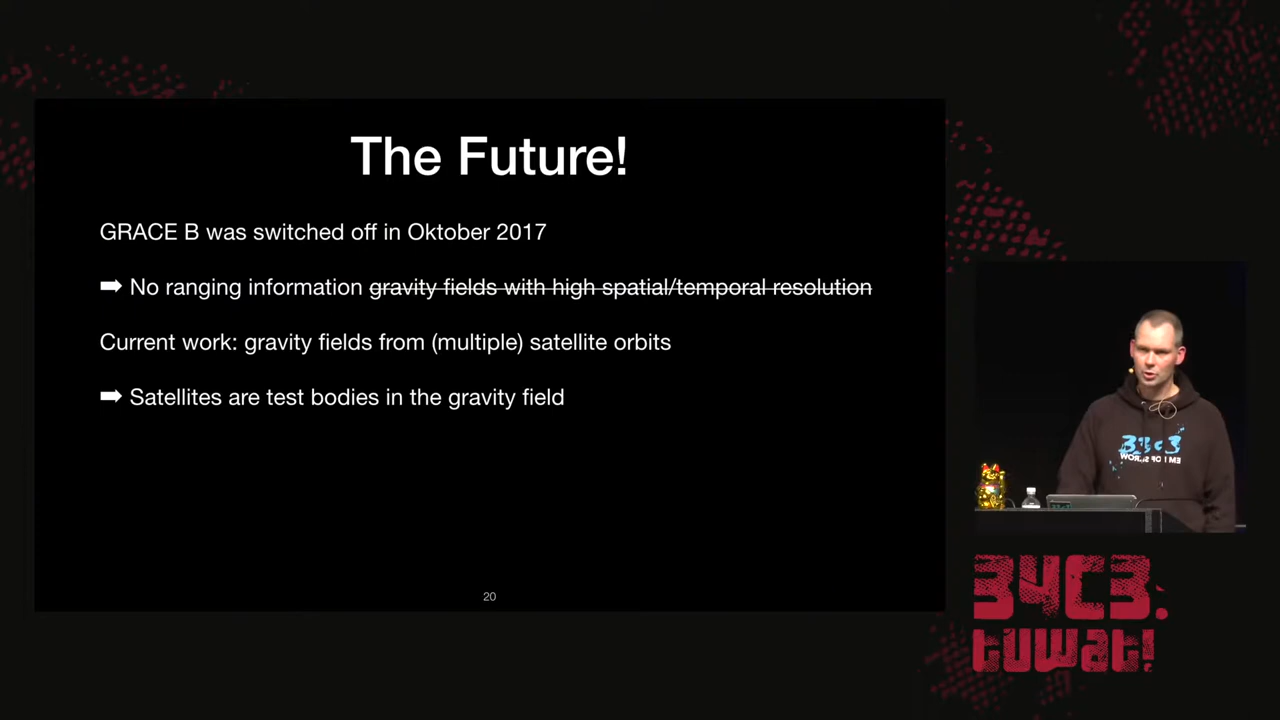 The Future!
GRACE B was switched off in Oktober 2017
➡ No ranging information gravity fields with high spatial/temporal resolution
Current work: gravity fields from (multiple) satellite orbits
➡ Satellites are test bodies in the gravity field
20
33C3
34C3.
tuwat!